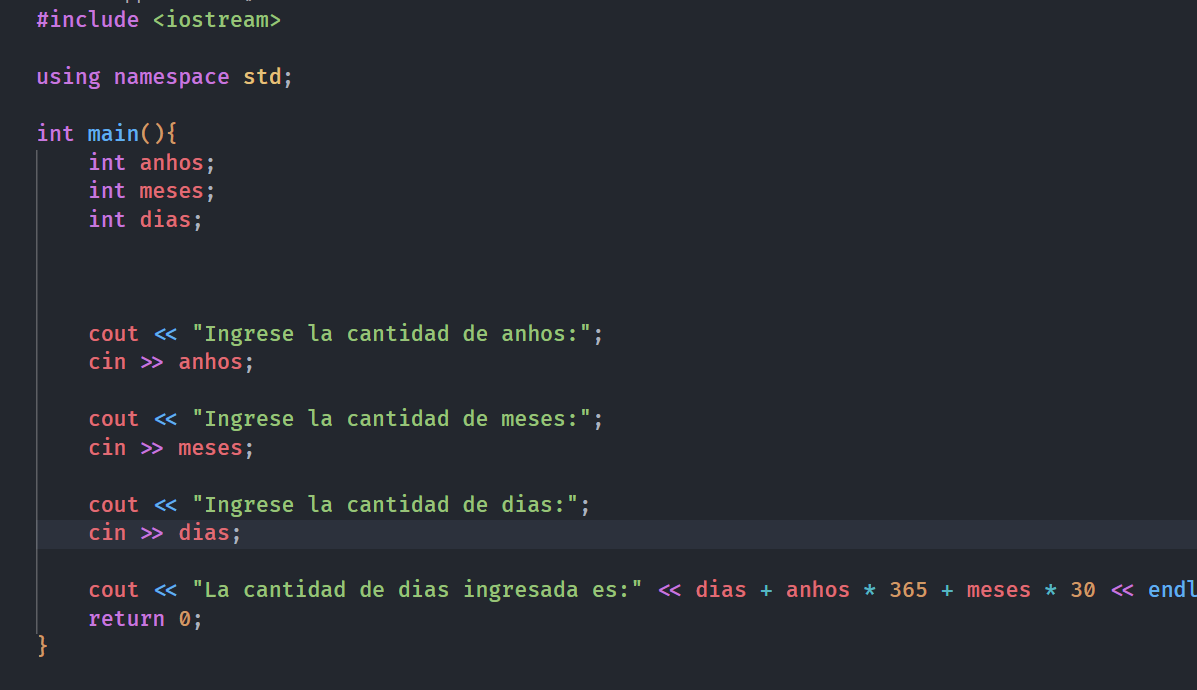 #include <iostream>
using namespace std;
int main(){
int anhos;
int meses;
int dias;
cout << "Ingrese la cantidad de anhos:";
cin >> anhos;
cout << "Ingrese la cantidad de meses:";
cin >> meses;
cout << "Ingrese la cantidad de dias:";
cin >> dias;
cout << "La cantidad de dias ingresada es:" << dias + anhos * 365 + meses * 30 << endl
return 0;
}